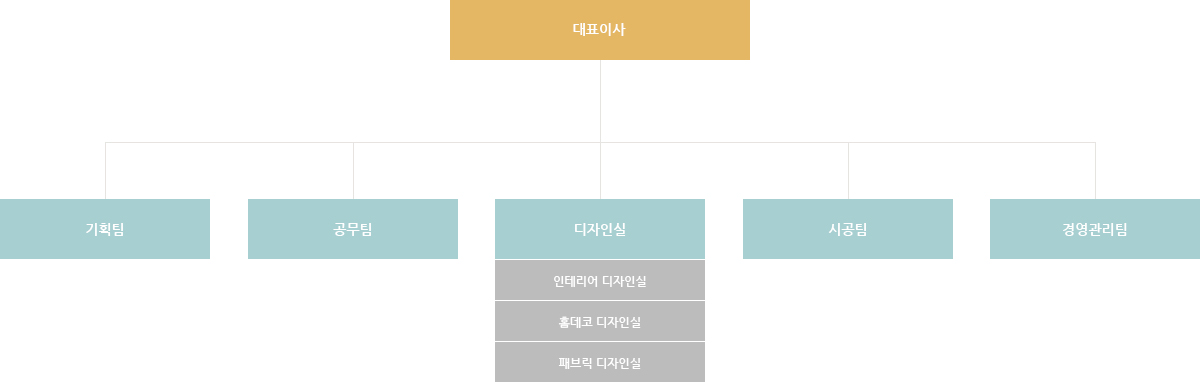 대표이사
기획팀
공무팀
디자인실
시공팀
경영관리팀
인테리어 디자인실
홈데코 디자인실
패브릭 디자인실